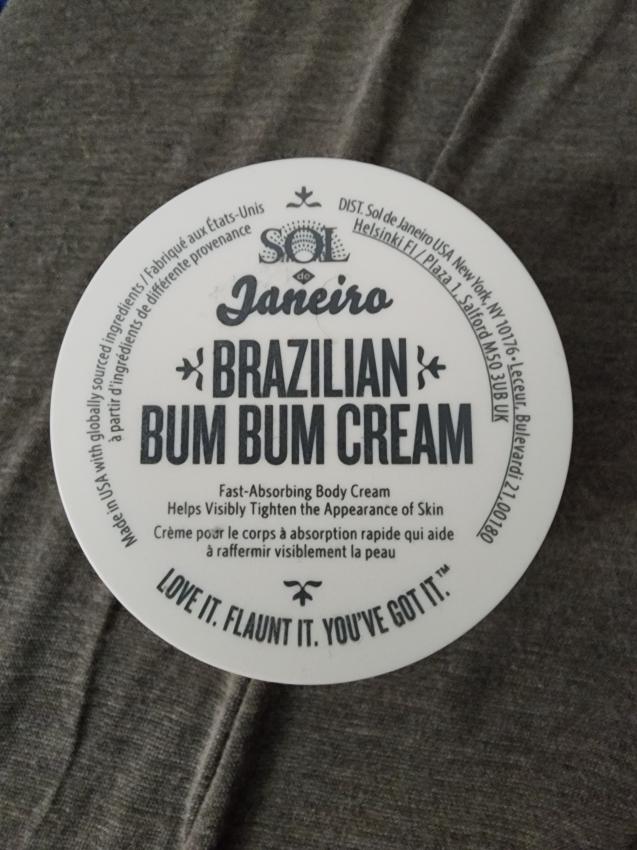 SOL
de
Janeiro
BRAZILIAN
BUM BUM CREAM
Fast-Absorbing Body Cream
Helps Visibly Tighten the Appearance of Skin
Crème pour le corps à absorption rapide qui aide
à raffermir visiblement la peau
LOVE IT. FLAUNT IT. YOU'VE GOT IT.™
Made in USA with globally sourced ingredients / Fabriqué aux États-Unis
à partir d'ingrédients de différente provenance
DIST. Sol de Janeiro USA New York, NY 10176 • Leceur, Bulevardi 21, 00180
Helsinki FI / Plaza 1, Salford M50 3UB UK